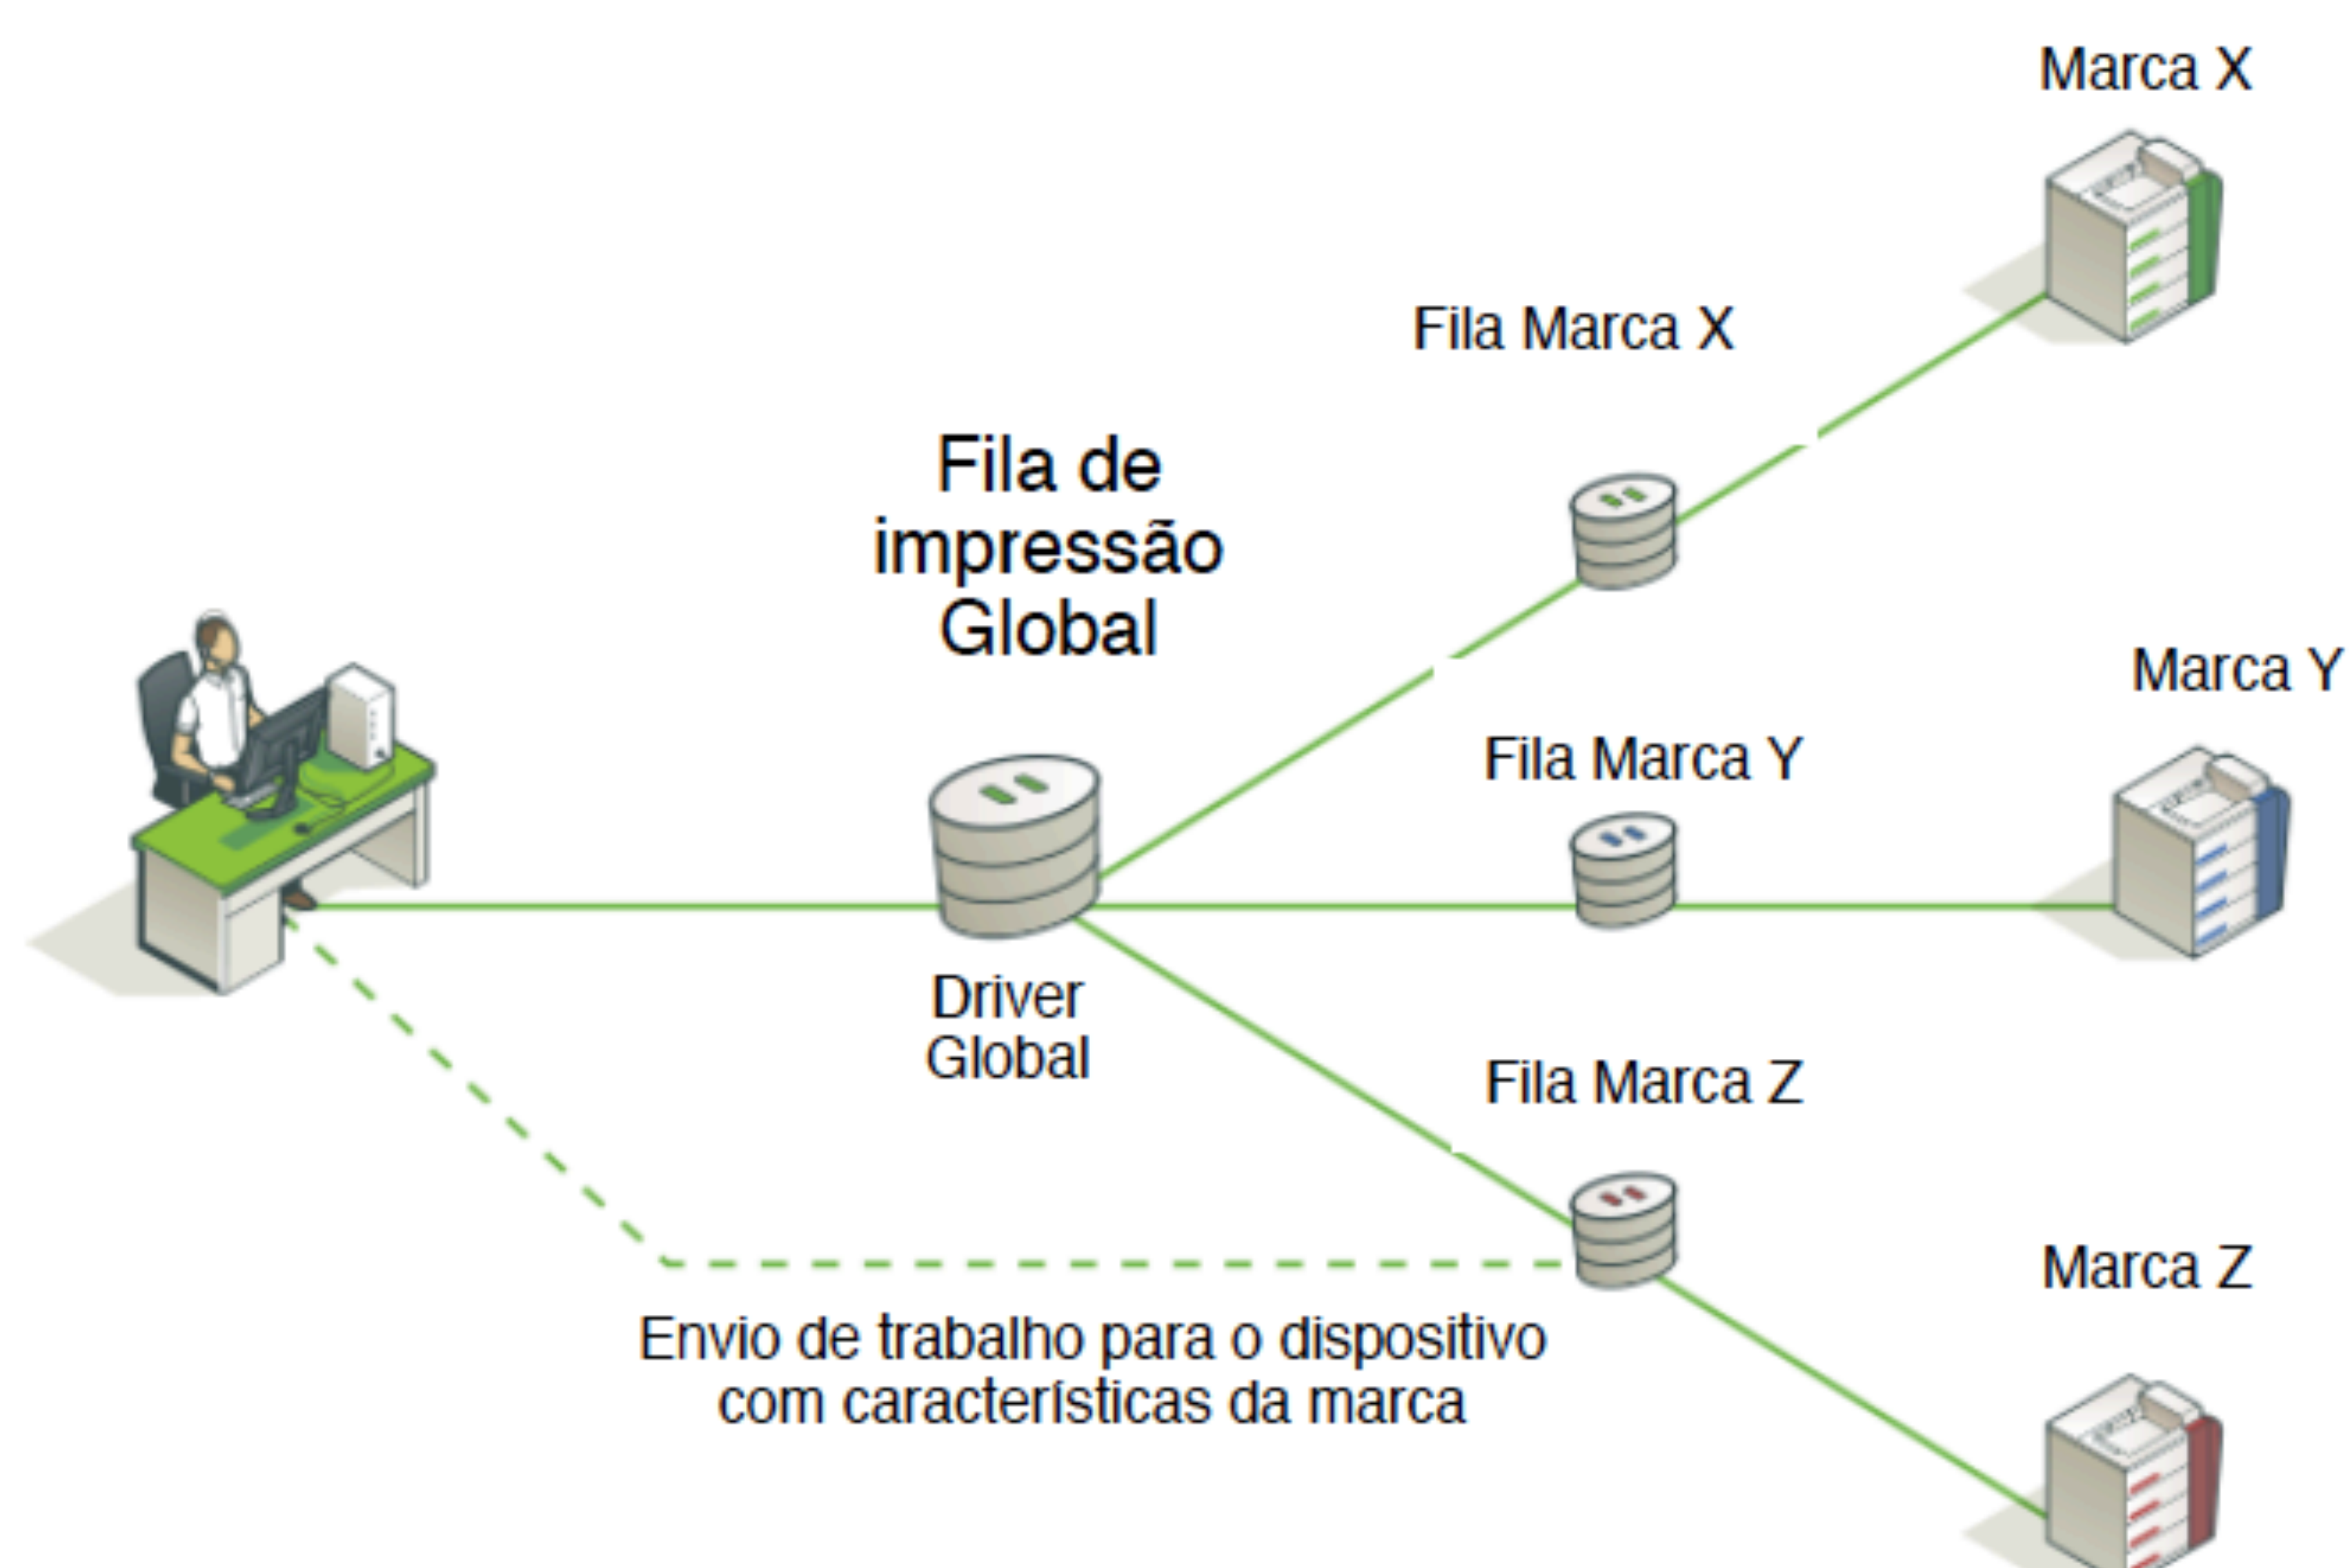 Marca X
Fila Marca X
Fila de
impressão
Global
Marca Y
Fila Marca Y
Driver
Global
Fila Marca Z
Marca Z
Envio de trabalho para o dispositivo
com características da marca